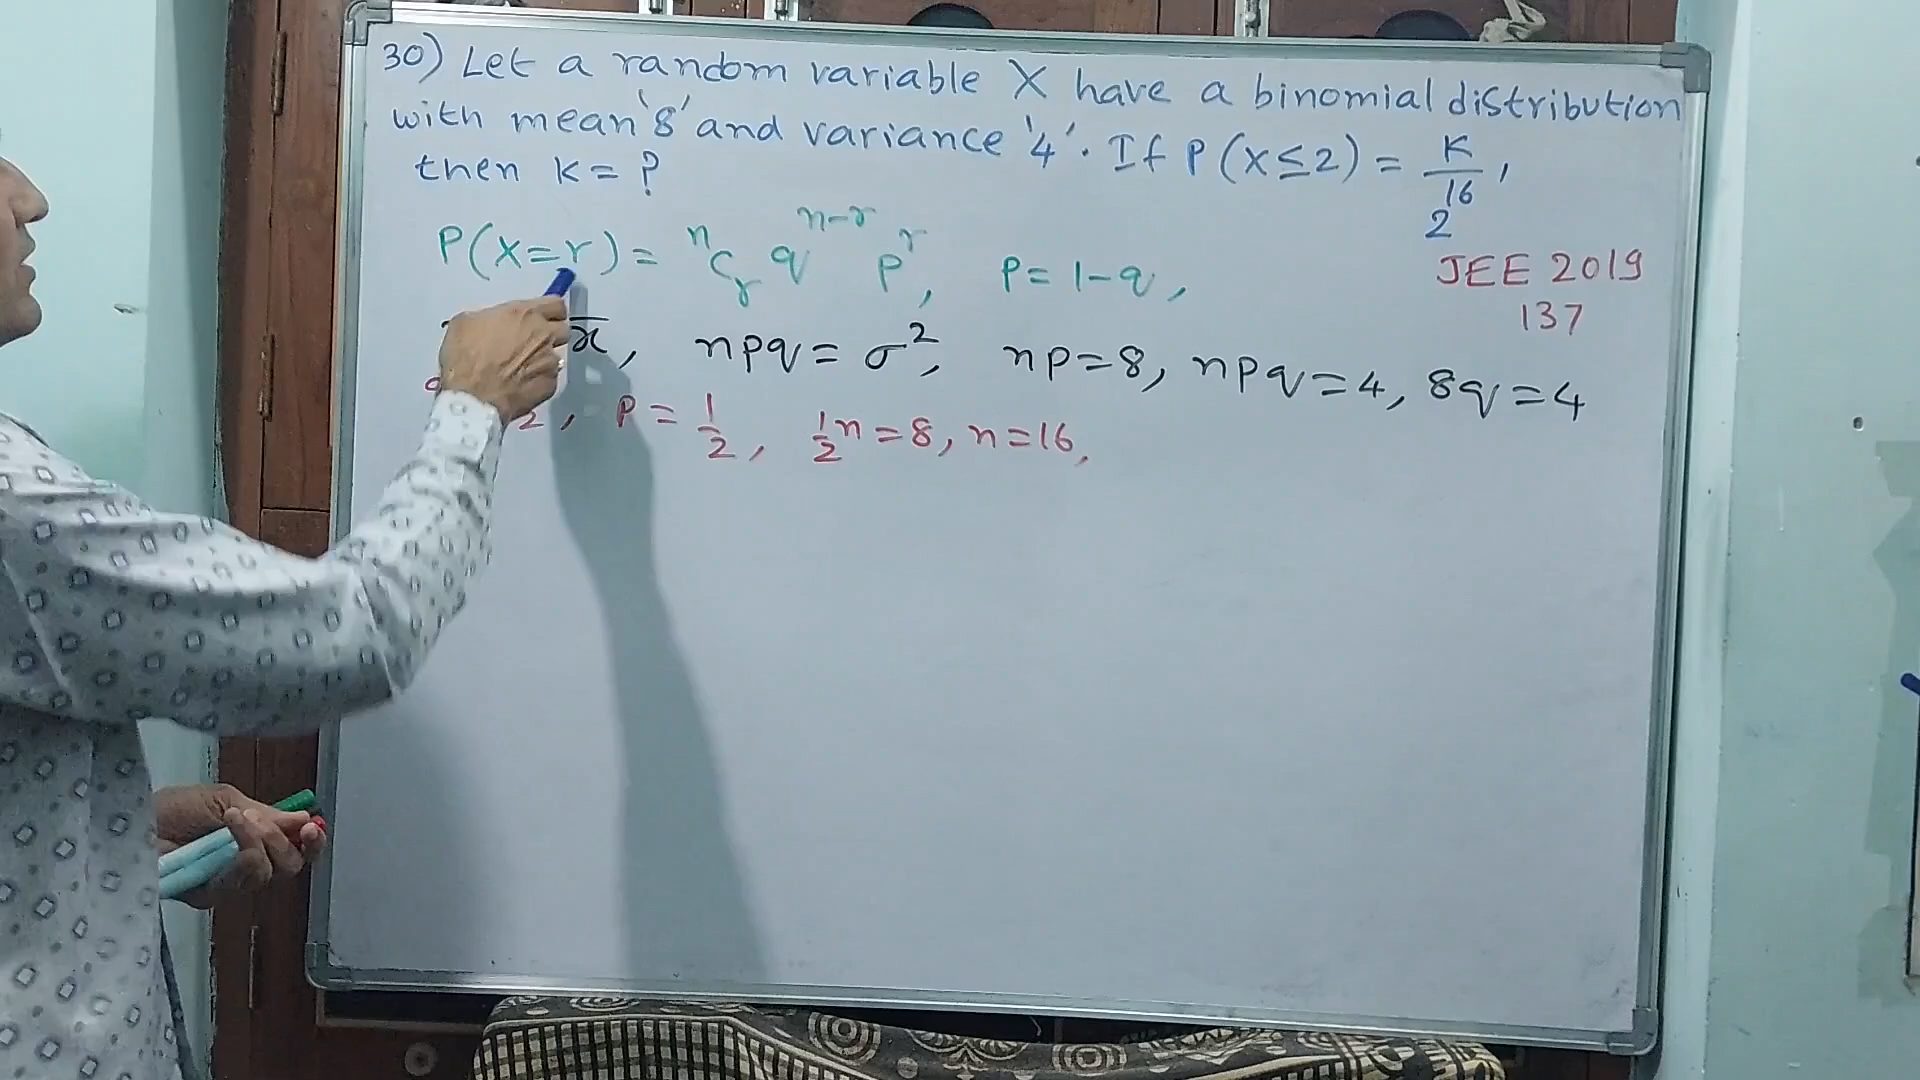 30) Let a random variable X have a binomial distribution
with mean '8' and variance '4'. If P(X≤2) = K/2^16,
then K = ?
P(X=r) = ⁿCᵣ qⁿ⁻ʳ pʳ, P = 1-q,
JEE 2019
137
x̄, npq = σ², np=8, npq=4, 8q=4
2, P = 1/2, 1/2 n = 8, n=16,